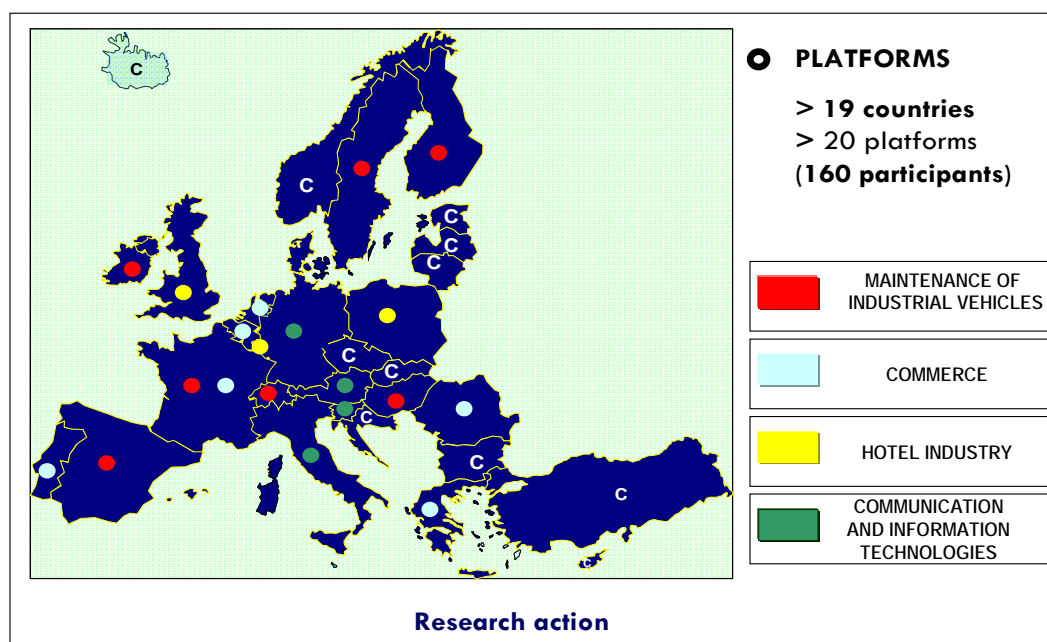 C
PLATFORMS
> 19 countries
> 20 platforms
(160 participants)
C
C
C
C
C
C
C
C
C
C
MAINTENANCE OF
INDUSTRIAL VEHICLES
COMMERCE
HOTEL INDUSTRY
COMMUNICATION
AND INFORMATION
TECHNOLOGIES
Research action